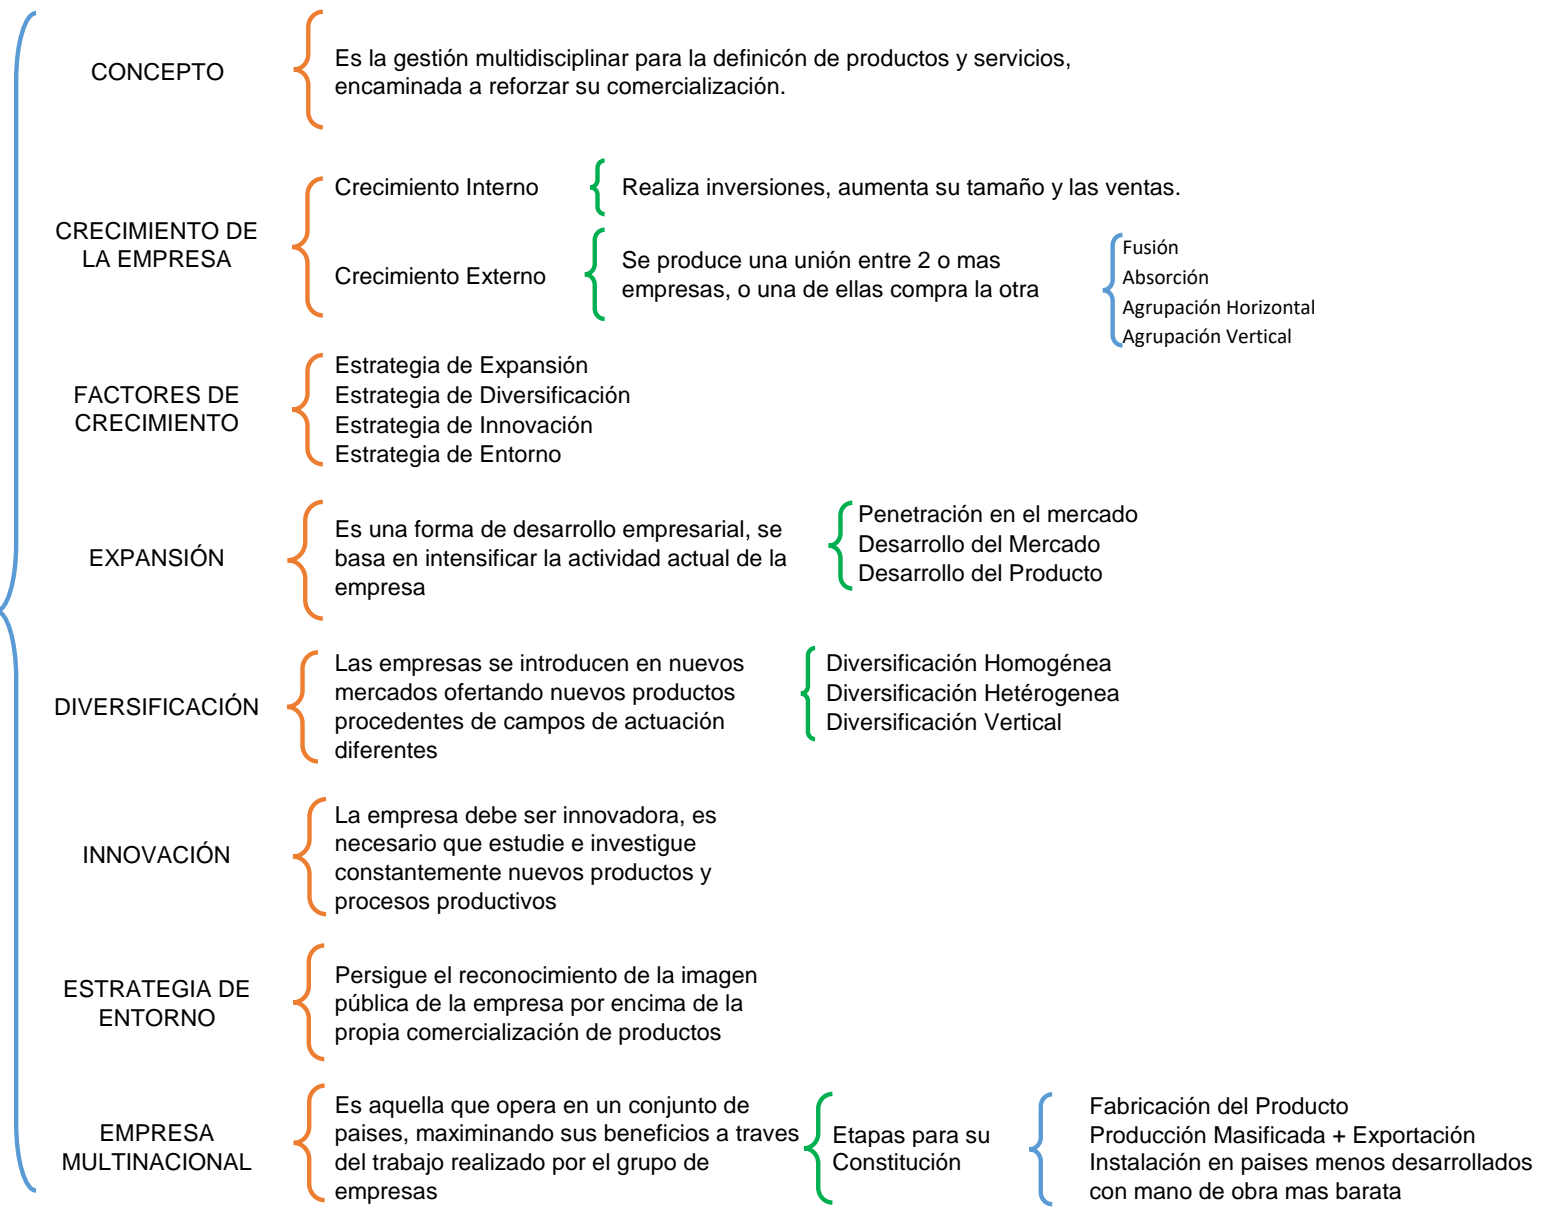 CONCEPTO
Es la gestión multidisciplinar para la definicón de productos y servicios,
encaminada a reforzar su comercialización.
CRECIMIENTO DE
LA EMPRESA
Crecimiento Interno
Realiza inversiones, aumenta su tamaño y las ventas.
Crecimiento Externo
Se produce una unión entre 2 o mas
empresas, o una de ellas compra la otra
Fusión
Absorción
Agrupación Horizontal
Agrupación Vertical
FACTORES DE
CRECIMIENTO
Estrategia de Expansión
Estrategia de Diversificación
Estrategia de Innovación
Estrategia de Entorno
EXPANSIÓN
Es una forma de desarrollo empresarial, se
basa en intensificar la actividad actual de la
empresa
Penetración en el mercado
Desarrollo del Mercado
Desarrollo del Producto
DIVERSIFICACIÓN
Las empresas se introducen en nuevos
mercados ofertando nuevos productos
procedentes de campos de actuación
diferentes
Diversificación Homogénea
Diversificación Hetérogenea
Diversificación Vertical
INNOVACIÓN
La empresa debe ser innovadora, es
necesario que estudie e investigue
constantemente nuevos productos y
procesos productivos
ESTRATEGIA DE
ENTORNO
Persigue el reconocimiento de la imagen
pública de la empresa por encima de la
propia comercialización de productos
EMPRESA
MULTINACIONAL
Es aquella que opera en un conjunto de
paises, maximinando sus beneficios a traves
del trabajo realizado por el grupo de
empresas
Etapas para su
Constitución
Fabricación del Producto
Producción Masificada + Exportación
Instalación en paises menos desarrollados
con mano de obra mas barata